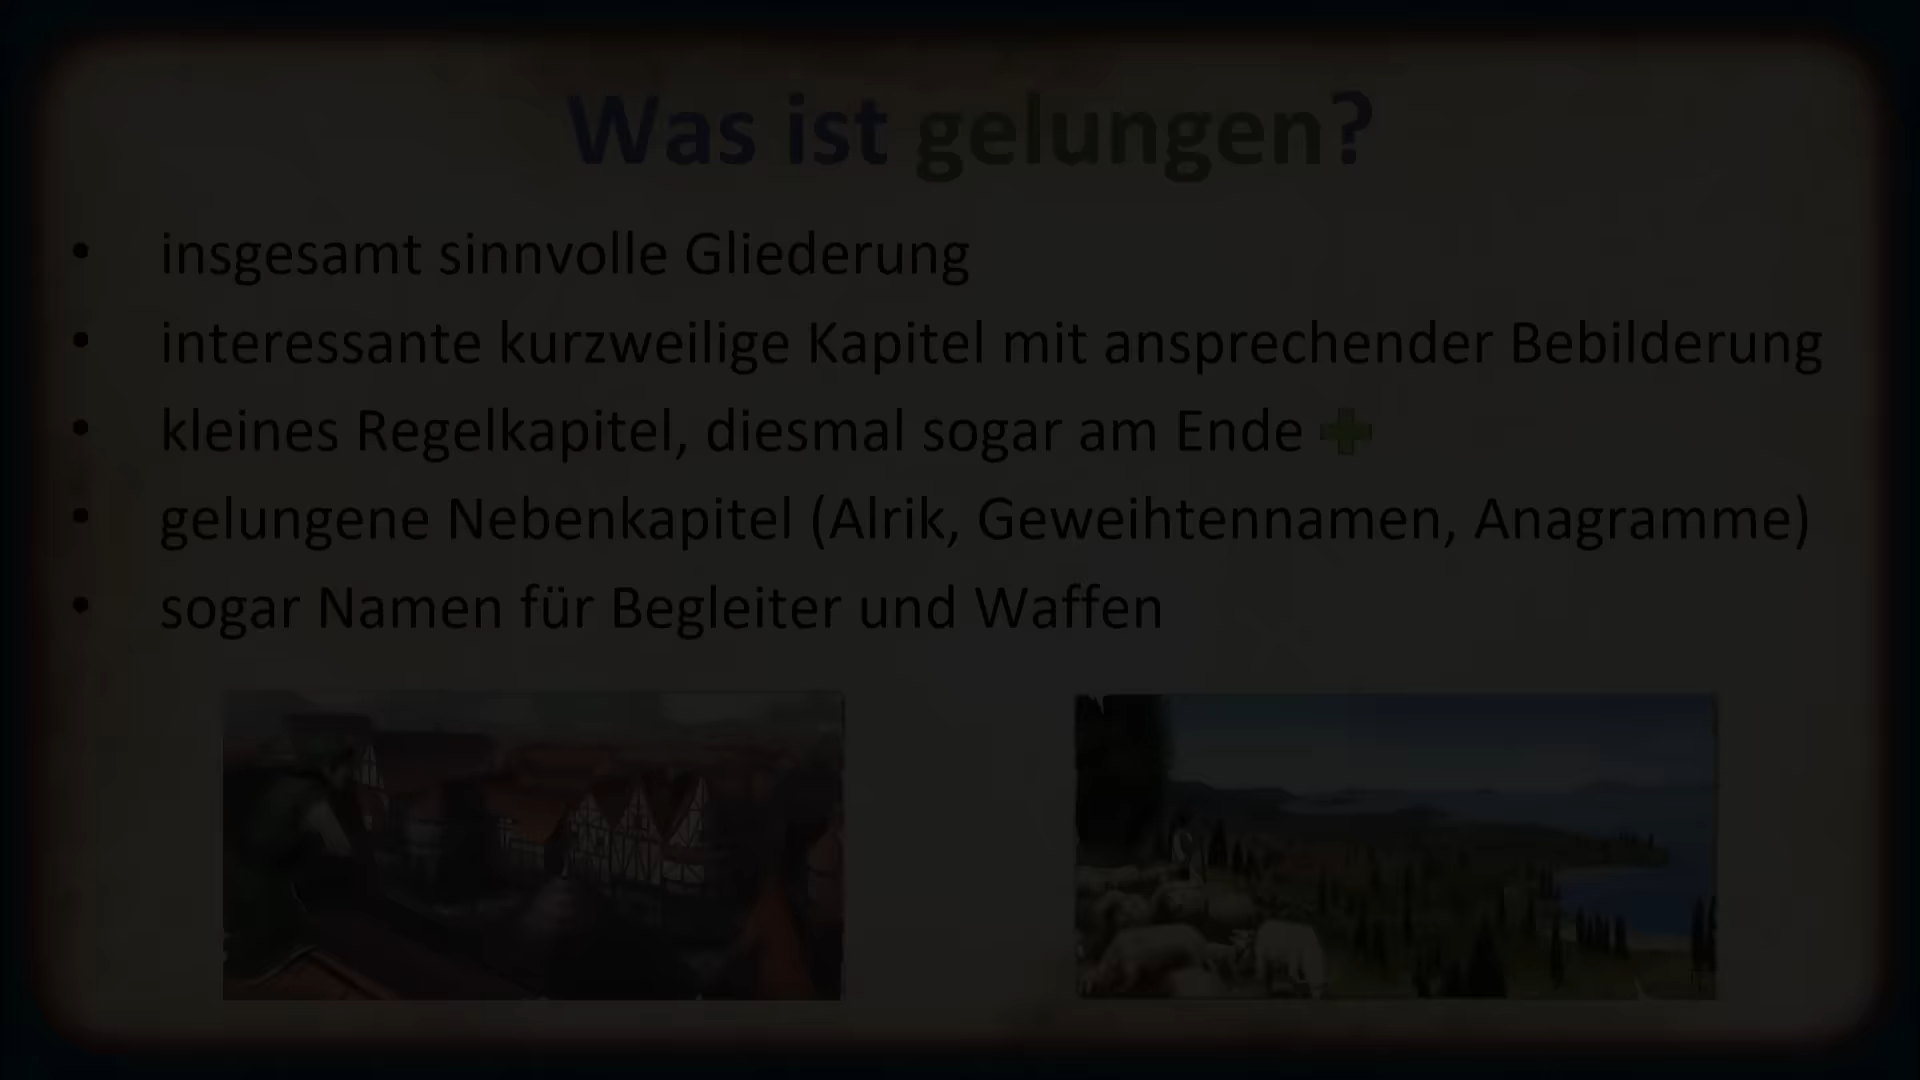 Was ist gelungen?
• insgesamt sinnvolle Gliederung
• interessante kurzweilige Kapitel mit ansprechender Bebilderung
• kleines Regelkapitel, diesmal sogar am Ende
• gelungene Nebenkapitel (Alrik, Geweihtennamen, Anagramme)
• sogar Namen für Begleiter und Waffen